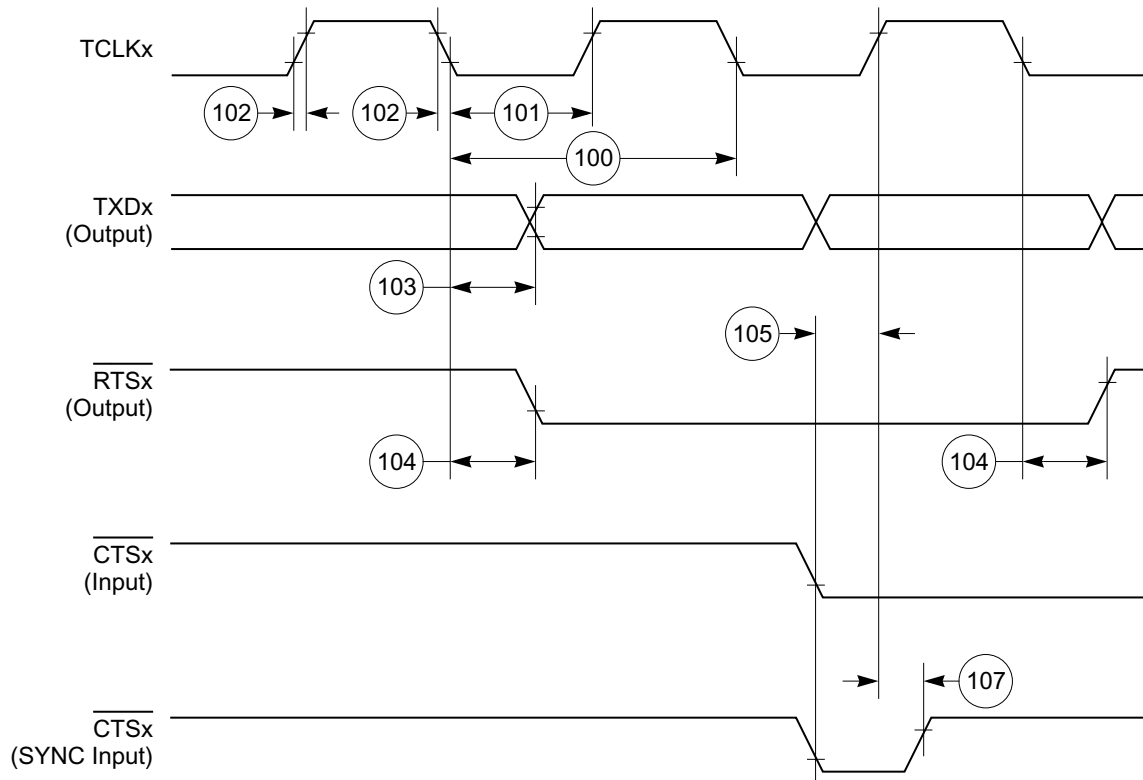 TCLKx
102
102
101
100
TXDx
(Output)
103
105
RTSx
(Output)
104
104
CTSx
(Input)
107
CTSx
(SYNC Input)